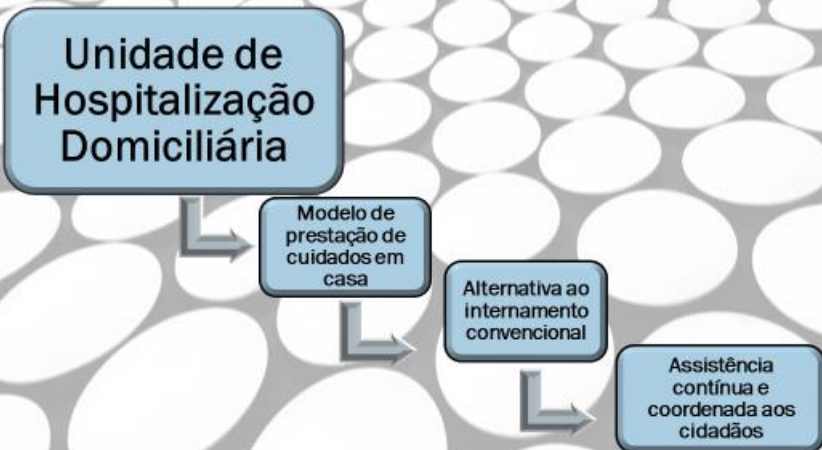 Unidade de
Hospitalização
Domiciliária
Modelo de
prestação de
cuidados em
casa
Alternativa ao
internamento
convencional
Assistência
contínua e
coordenada aos
cidadãos